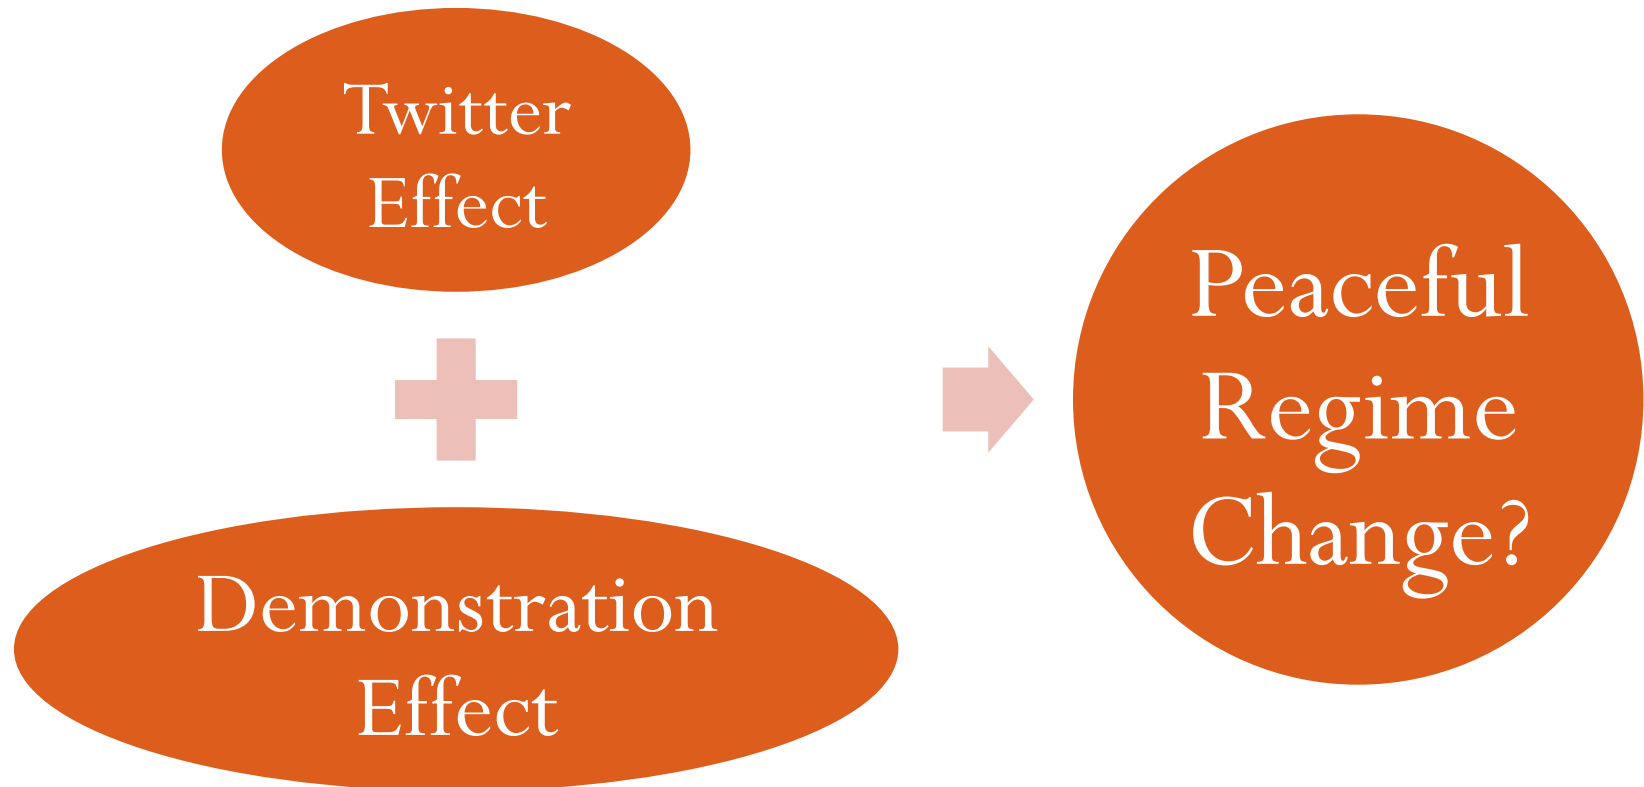 Twitter
Effect
Demonstration
Effect
Peaceful
Regime
Change?